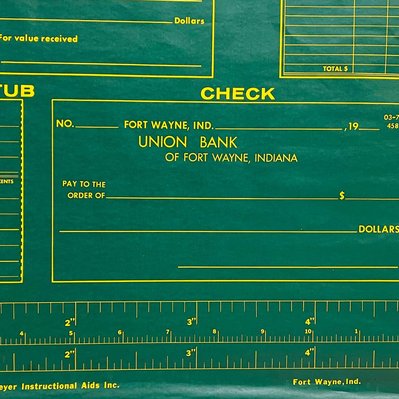 Dollars
For value received
TOTAL $
TUB
CHECK
NO. FORT WAYNE, IND. , 19
03-7
458
UNION BANK
OF FORT WAYNE, INDIANA
CENTS
PAY TO THE
ORDER OF $
DOLLARS
2" 3" 4"
4 5 6 7 8 9 10 1
2" 3" 4"
eyer Instructional Aids Inc. Fort Wayne, Ind.